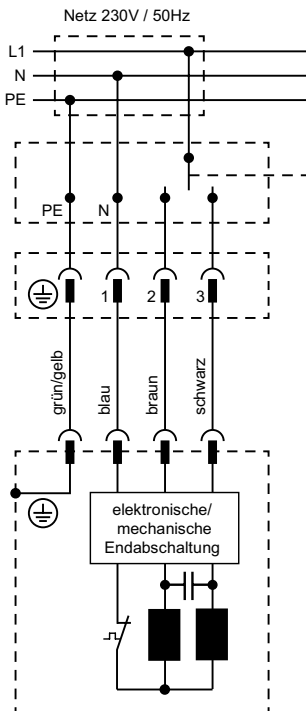 Netz 230V / 50Hz
L1
N
PE
PE N
1 2 3
grün/gelb
blau
braun
schwarz
elektronische/
mechanische
Endabschaltung